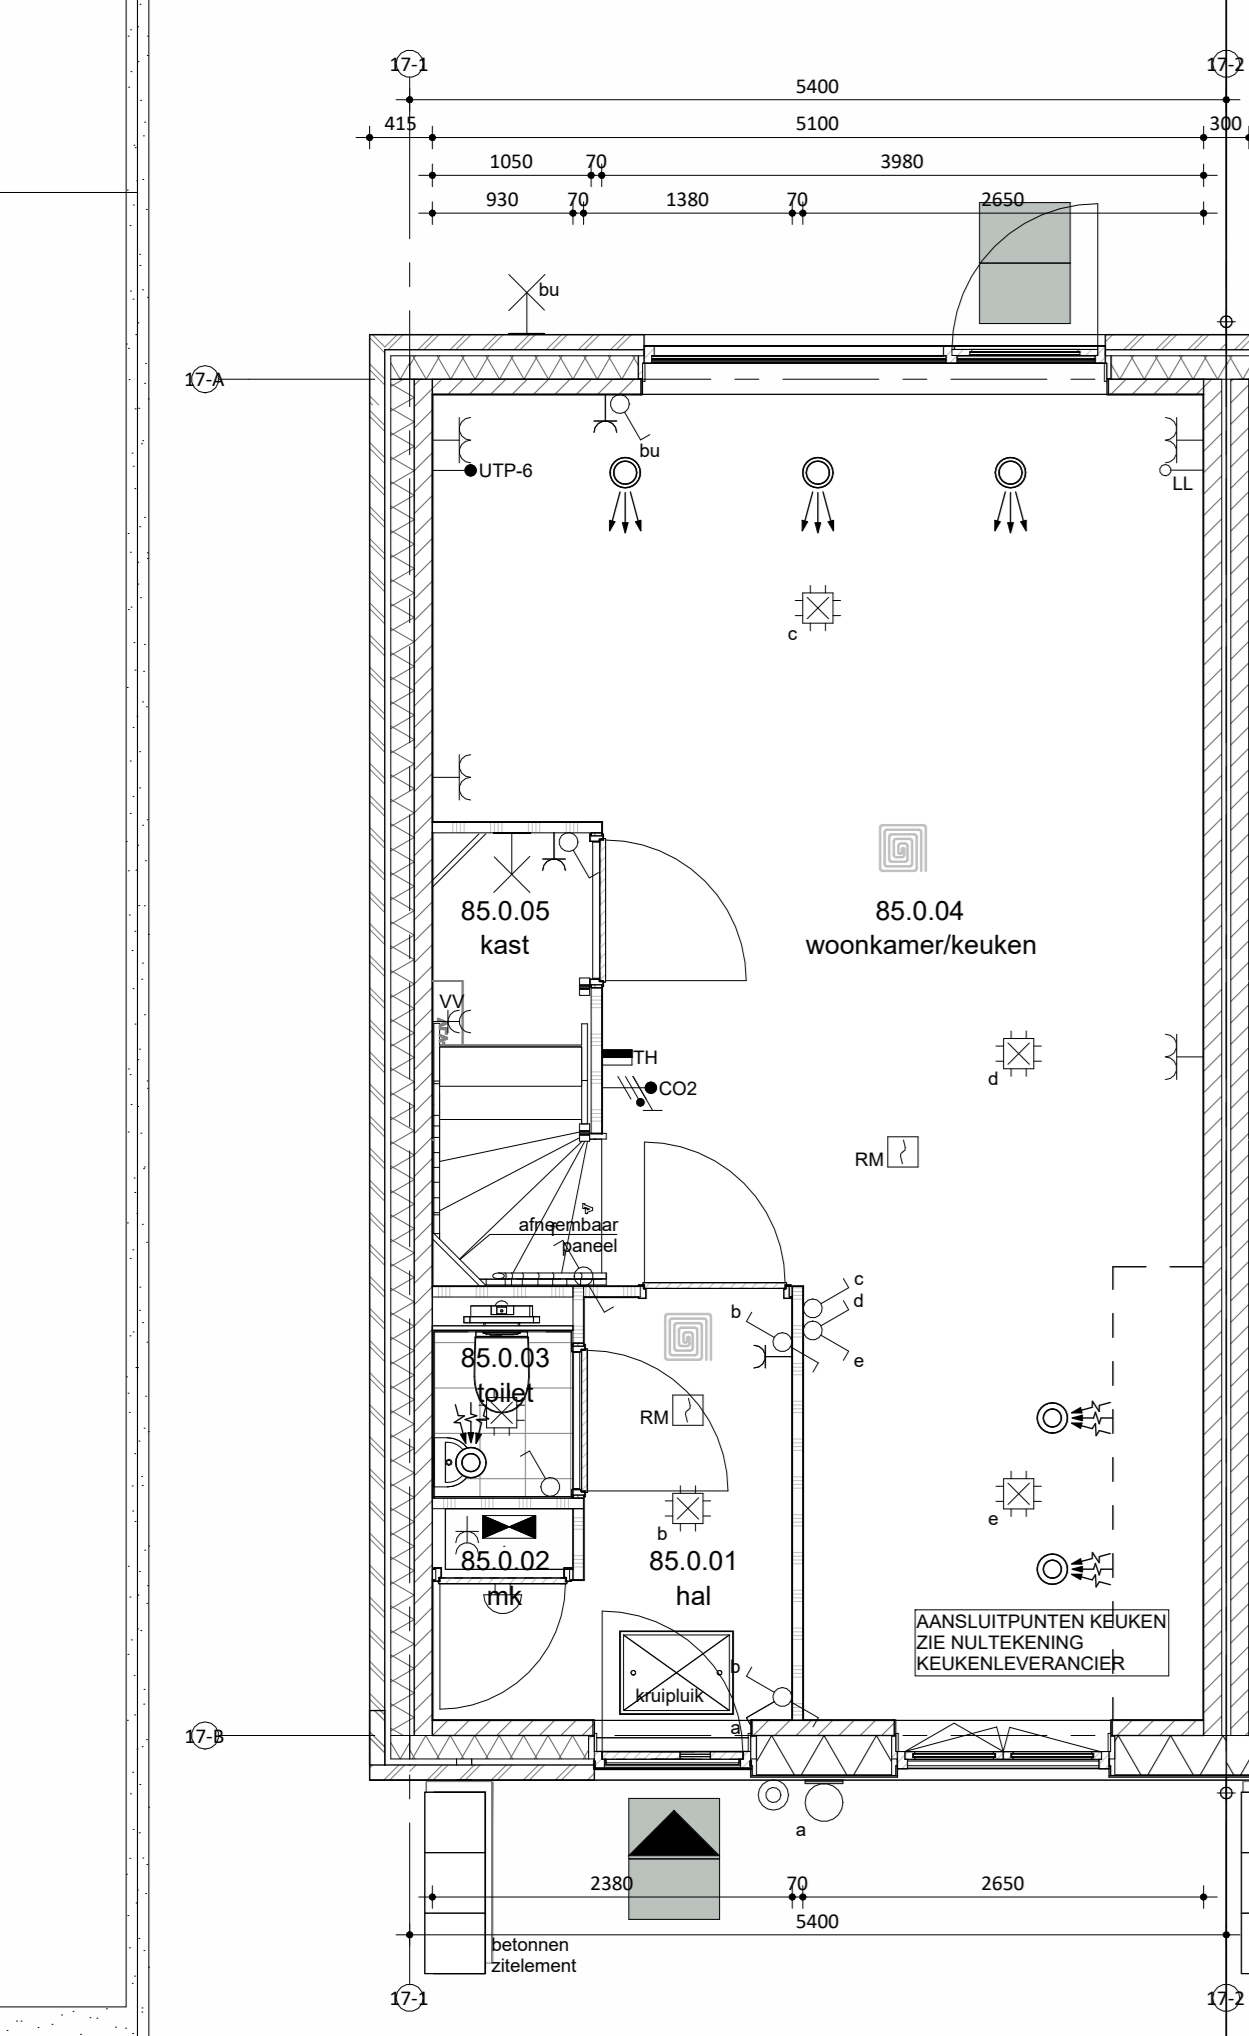 17-1 17-2
5400
415 5100 300
1050 70 3980
930 70 1380 70 2650
bu
17-A
bu
UTP-6
LL
c
85.0.05 85.0.04
kast woonkamer/keuken
VV
TH
d
CO2
RM
afneembaar
paneel
c
d
b
e
85.0.03
toilet
RM
e
b
85.0.02 85.0.01
mk hal
AANSLUITPUNTEN KEUKEN
ZIE NULTEKENING
KEUKENLEVERANCIER
b
kruipluik
a
17-B
a
2380 70 2650
5400
betonnen
zitelement
17-1 17-2